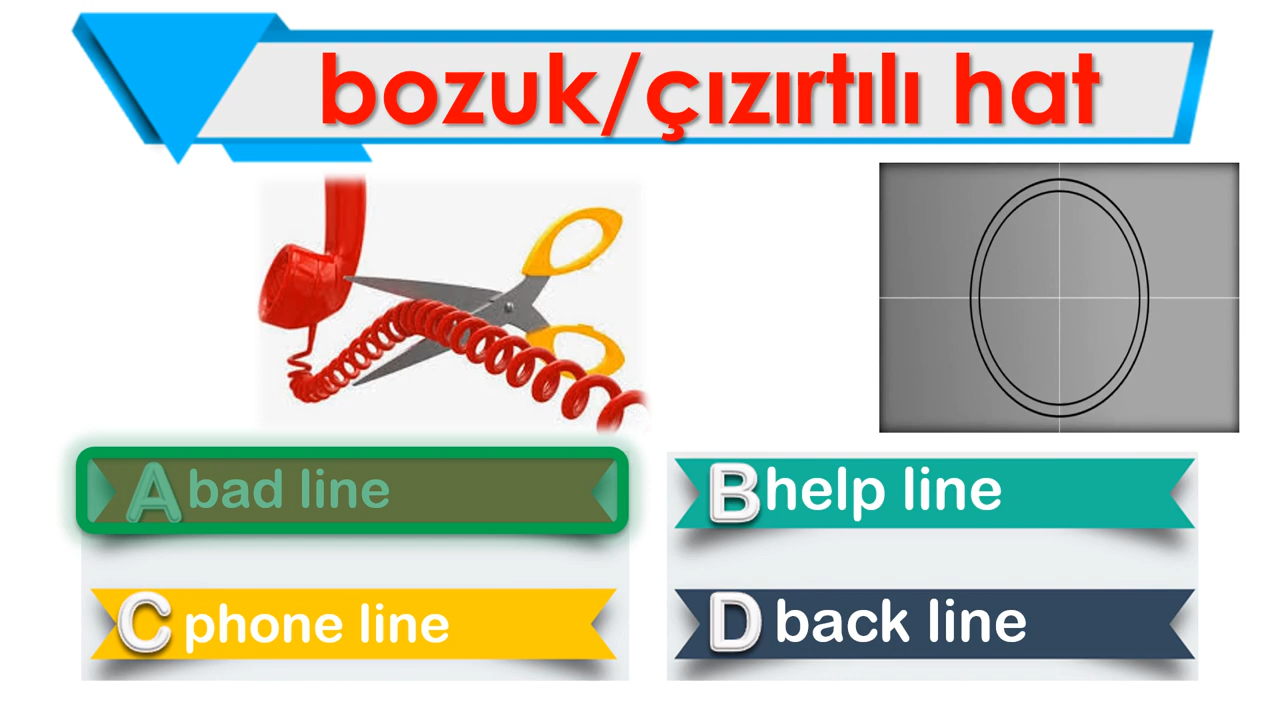 bozuk/çızırtılı hat
A bad line
B help line
C phone line
D back line